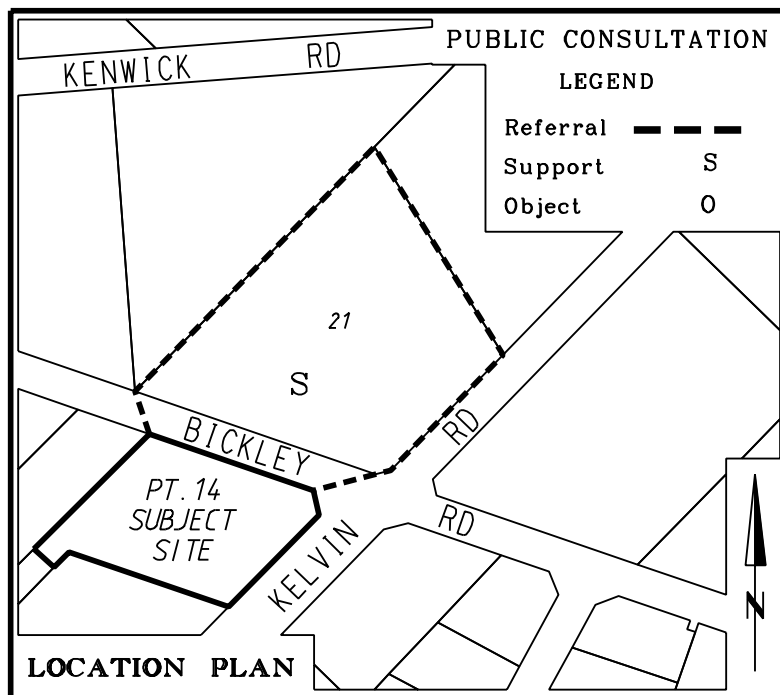 PUBLIC CONSULTATION
KENWICK RD
LEGEND
Referral
Support S
Object O
21
S
BICKLEY RD
KELVIN RD
PT. 14
SUBJECT
SITE
N
LOCATION PLAN